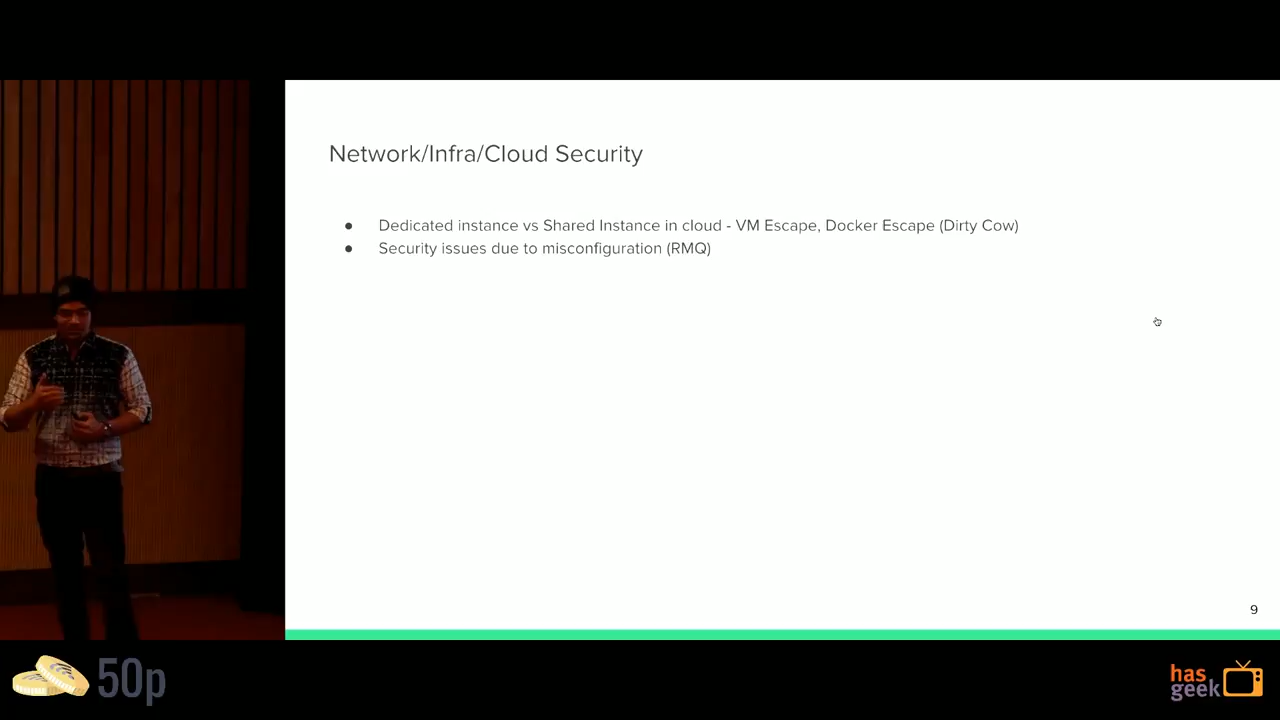 Network/Infra/Cloud Security
● Dedicated instance vs Shared Instance in cloud - VM Escape, Docker Escape (Dirty Cow)
● Security issues due to misconfiguration (RMQ)
9
50p
has
geek